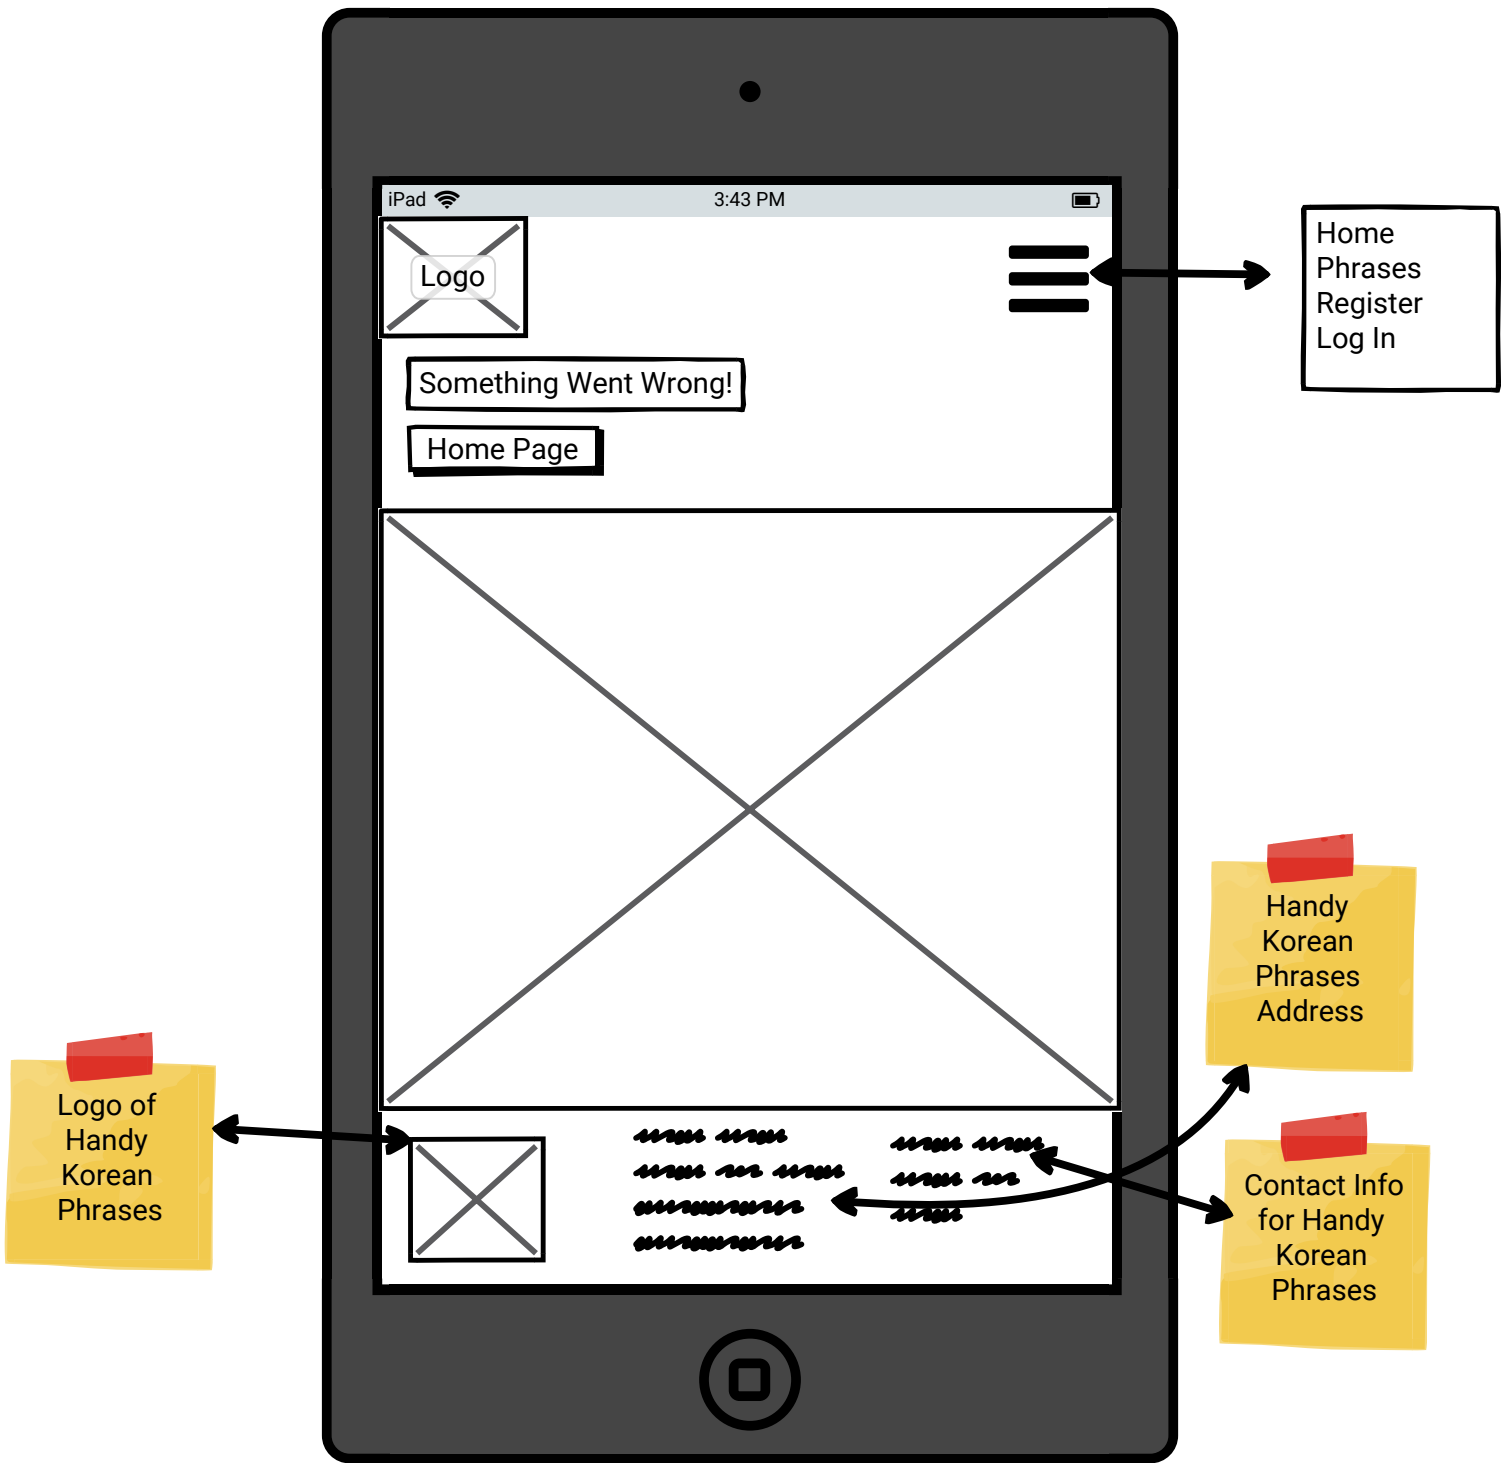 iPad
3:43 PM
Logo
Home
Phrases
Register
Log In
Something Went Wrong!
Home Page
Handy
Korean
Phrases
Address
Logo of
Handy
Korean
Phrases
Contact Info
for Handy
Korean
Phrases